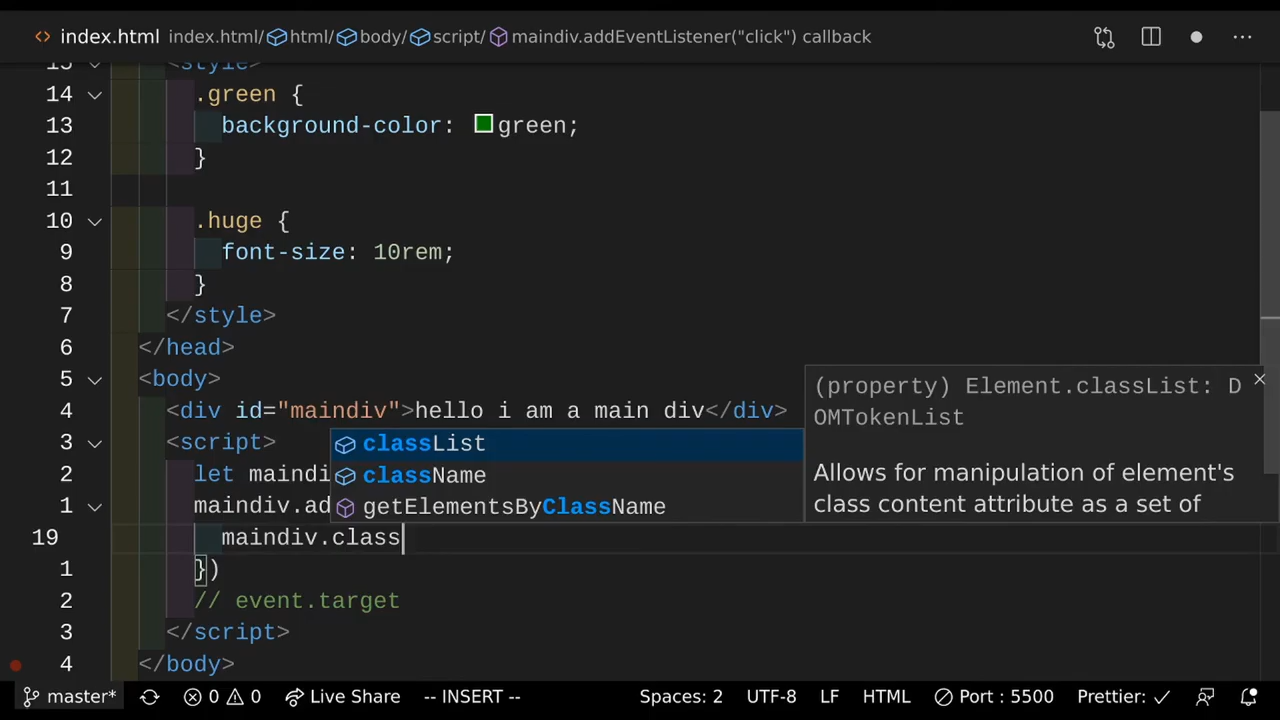 index.html index.html/html/body/script/maindiv.addEventListener("click") callback
<style>
14 .green {
13 background-color: green;
12 }
11
10 .huge {
9 font-size: 10rem;
8 }
7 </style>
6 </head>
5 <body>
4 <div id="maindiv">hello i am a main div</div>
3 <script>
2 let maindi
1 maindiv.ad
19 maindiv.class
1 })
2 // event.target
3 </script>
4 </body>
classList
className
getElementsByClassName
(property) Element.classList: D
OMTokenList
Allows for manipulation of element's
class content attribute as a set of
master* 0 0 Live Share -- INSERT -- Spaces: 2 UTF-8 LF HTML Port : 5500 Prettier: